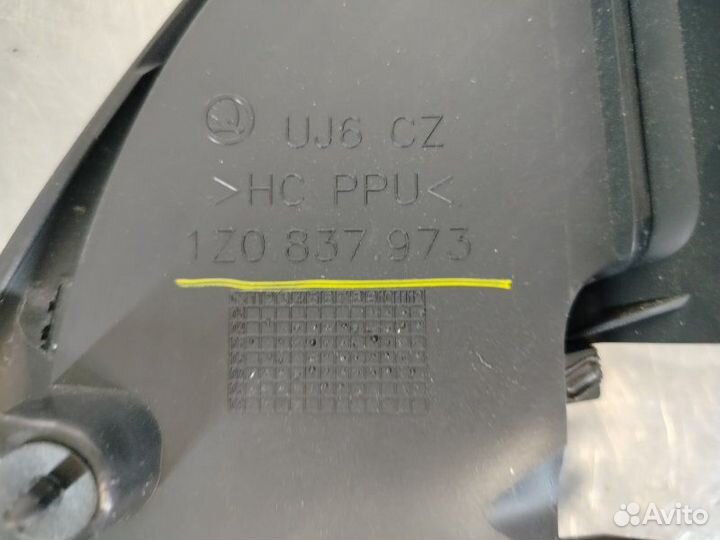 UJ6 CZ
>HC PPU<
1Z0 837 973
Avito